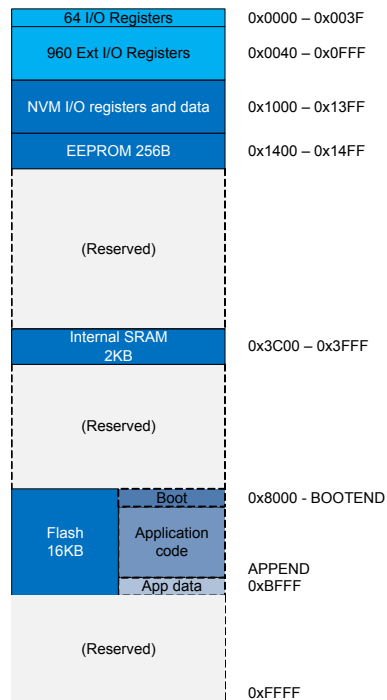 64 I/O Registers
0x0000 – 0x003F
960 Ext I/O Registers
0x0040 – 0x0FFF
NVM I/O registers and data
0x1000 – 0x13FF
EEPROM 256B
0x1400 – 0x14FF
(Reserved)
Internal SRAM
2KB
0x3C00 – 0x3FFF
(Reserved)
Boot
0x8000 - BOOTEND
Flash
16KB
Application
code
APPEND
App data
0xBFFF
(Reserved)
0xFFFF